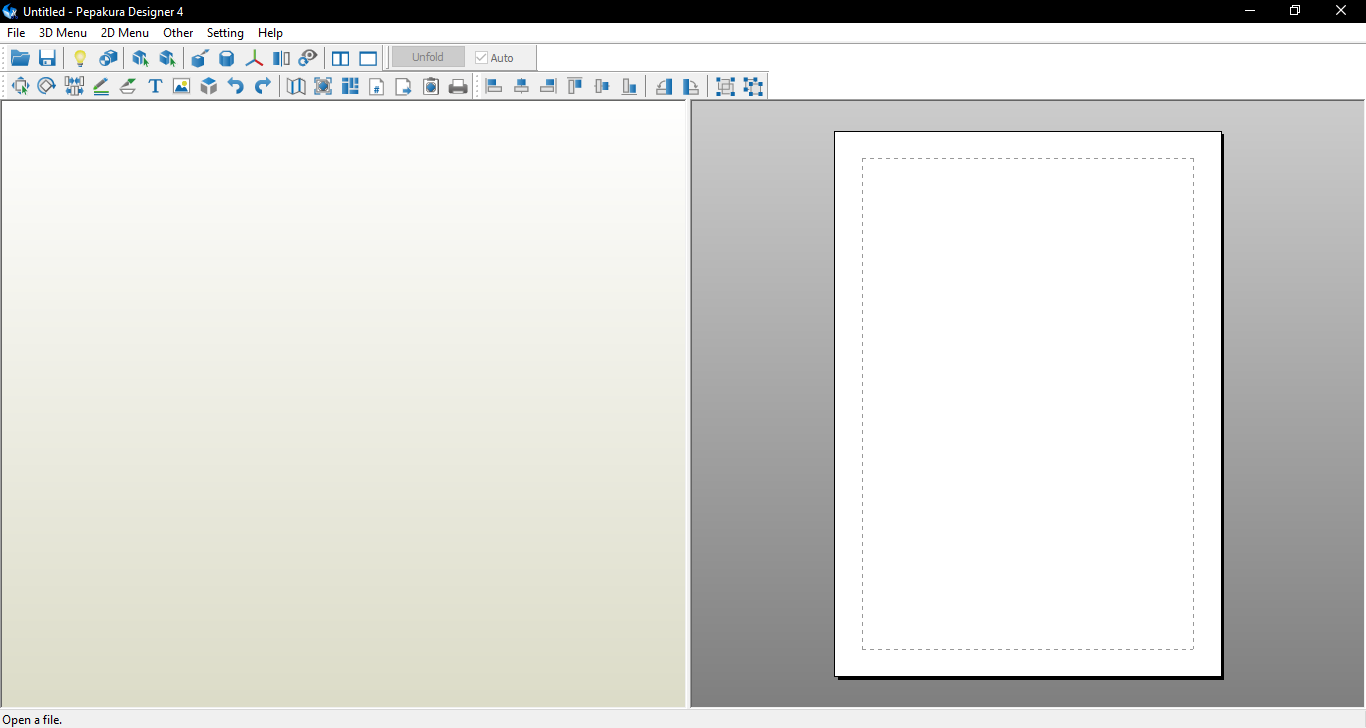 Untitled - Pepakura Designer 4
File 3D Menu 2D Menu Other Setting Help
Unfold Auto
T #
Open a file.